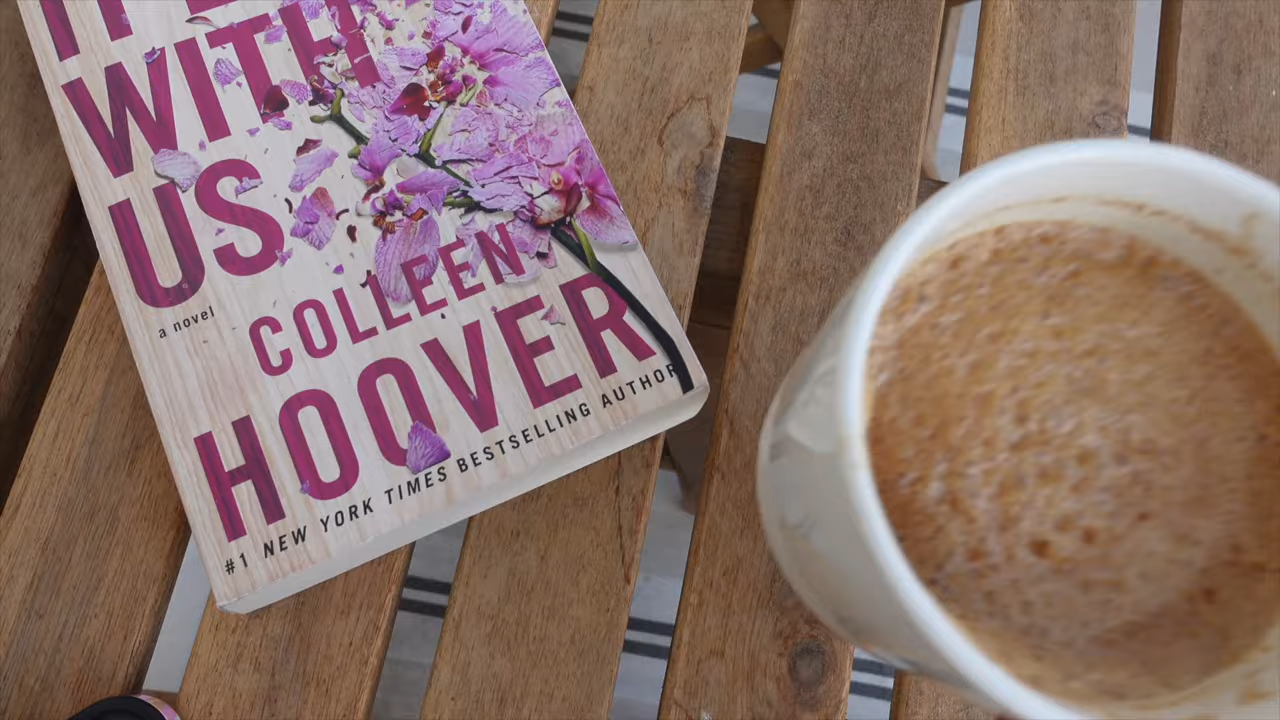 WITH
US
a novel
COLLEEN
HOOVER
#1 NEW YORK TIMES BESTSELLING AUTHOR